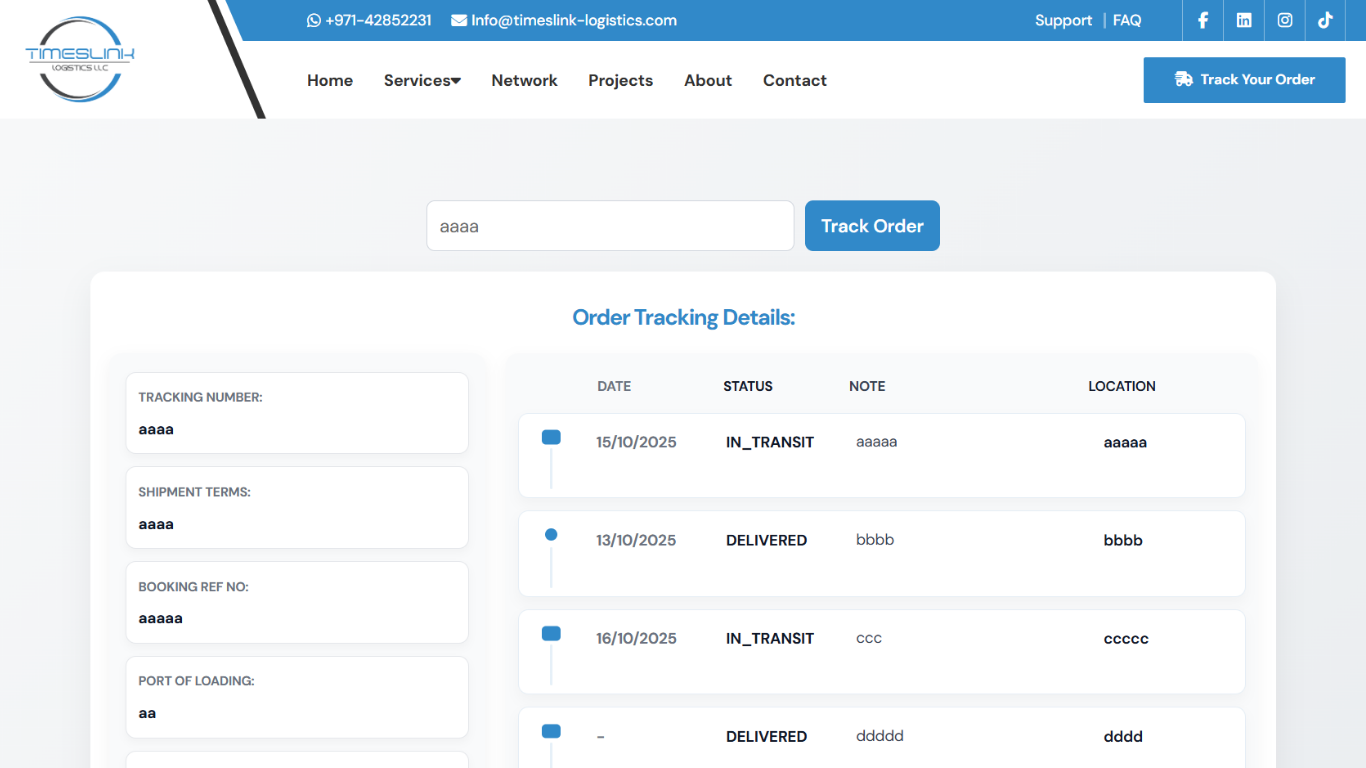 +971-42852231 Info@timeslink-logistics.com Support | FAQ
TIMESLINK
LOGISTICS LLC
Home Services Network Projects About Contact Track Your Order
aaaa Track Order
Order Tracking Details:
TRACKING NUMBER:
aaaa
SHIPMENT TERMS:
aaaa
BOOKING REF NO:
aaaaa
PORT OF LOADING:
aa
DATE STATUS NOTE LOCATION
15/10/2025 IN_TRANSIT aaaaa aaaaa
13/10/2025 DELIVERED bbbb bbbb
16/10/2025 IN_TRANSIT ccc ccccc
- DELIVERED ddddd dddd